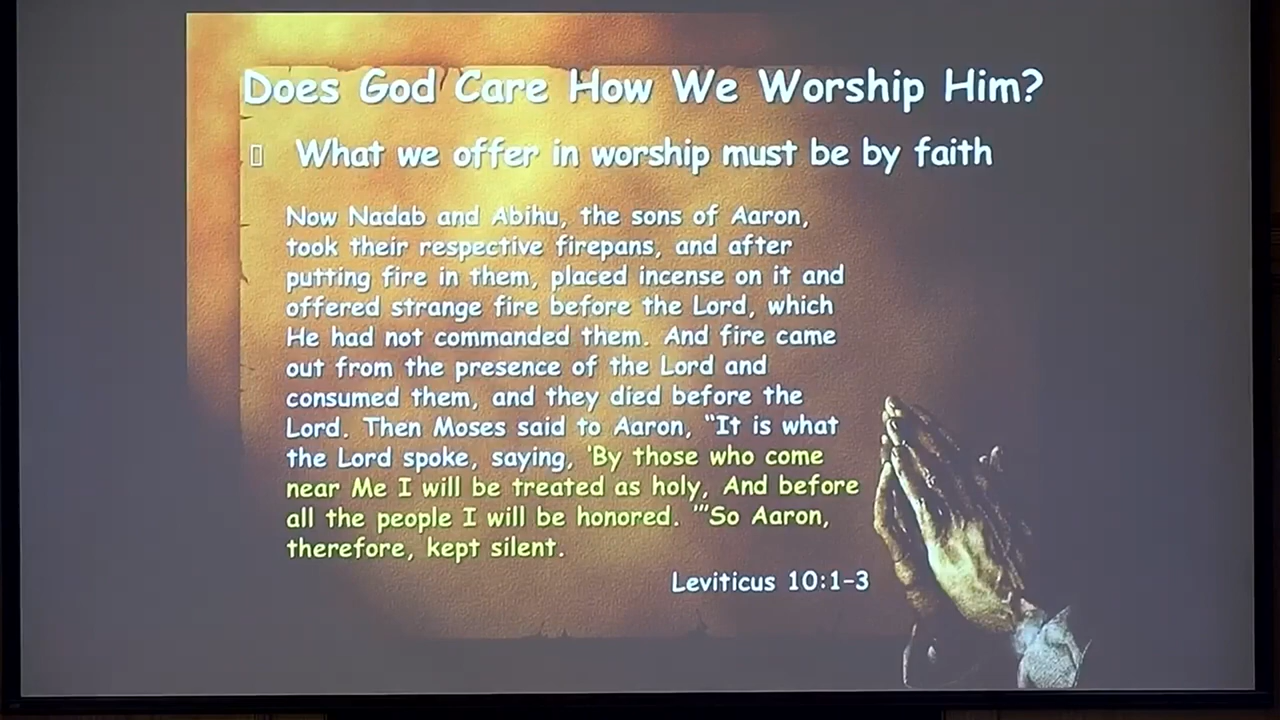 Does God Care How We Worship Him?
What we offer in worship must be by faith
Now Nadab and Abihu, the sons of Aaron,
took their respective firepans, and after
putting fire in them, placed incense on it and
offered strange fire before the Lord, which
He had not commanded them. And fire came
out from the presence of the Lord and
consumed them, and they died before the
Lord. Then Moses said to Aaron, “It is what
the Lord spoke, saying, ‘By those who come
near Me I will be treated as holy, And before
all the people I will be honored. ’”So Aaron,
therefore, kept silent.
Leviticus 10:1-3